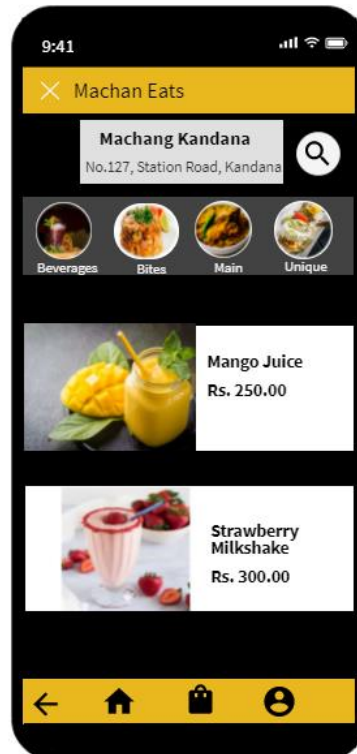 9:41
Machan Eats
Machang Kandana
No.127, Station Road, Kandana
Beverages
Bites
Main
Unique
Mango Juice
Rs. 250.00
Strawberry
Milkshake
Rs. 300.00